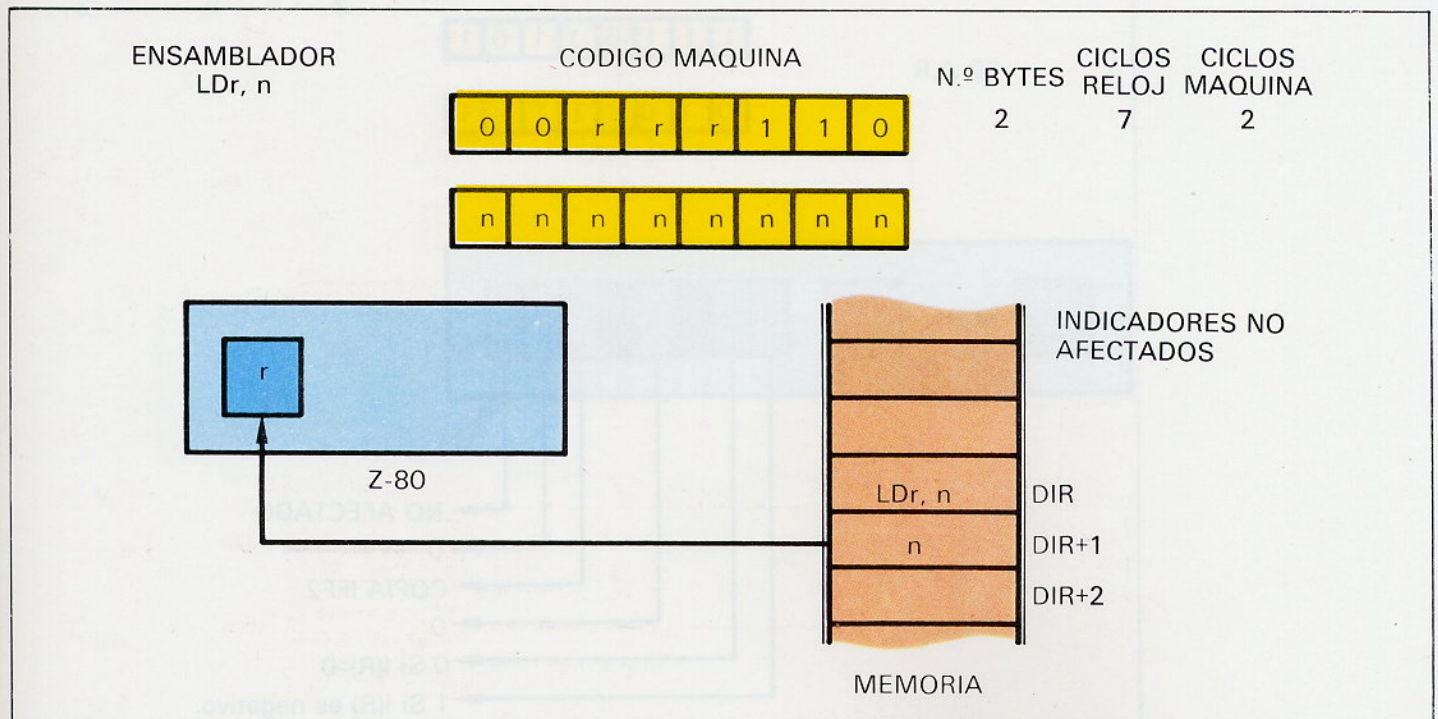 ENSAMBLADOR
LDr, n
CODIGO MAQUINA
N.º BYTES
2
CICLOS
RELOJ
7
CICLOS
MAQUINA
2
0 0 r r r 1 1 0
n n n n n n n n
r
Z-80
INDICADORES NO
AFECTADOS
LDr, n DIR
n DIR+1
DIR+2
MEMORIA